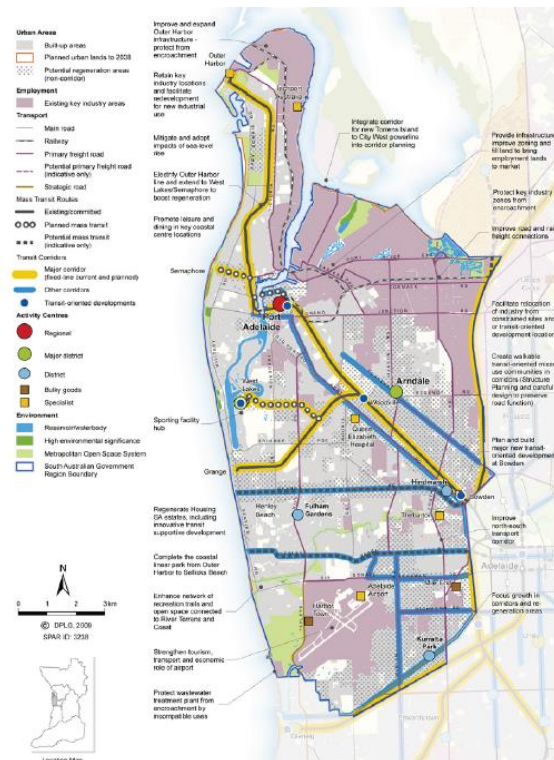 Urban Areas
Built-up areas
Planned urban lands to 2038
Potential regeneration areas
(non-corridor)
Employment
Existing key industry areas
Transport
Main road
Railway
Primary freight road
Potential primary freight road
(indicative only)
Strategic road
Mass Transit Routes
Existing/committed
Planned mass transit
Potential mass transit
(indicative only)
Transit Corridors
Major corridor
(fixed-line current and planned)
Other corridors
Transit-oriented developments
Activity Centres
Regional
Major district
District
Bulky goods
Specialist
Environment
Reservoir/waterbody
High environmental significance
Metropolitan Open Space System
South Australian Government
Region Boundary
N
0 1 2 3km
© DPLG, 2009
SPAR ID: 3238
Location Map
Improve and expand
Outer Harbor
infrastructure -
protect from
encroachment
Retain key
industry locations
and facilitate
redevelopment
for new industrial
use
Mitigate and adopt
impacts of sea-level
rise
Electrify Outer Harbor
line and extend to West
Lakes/Semaphore to
boost regeneration
Promote leisure and
dining in key coastal
centre locations
Semaphore
Sporting facility
hub
Grange
Regenerate Housing
SA estates, including
innovative transit
supportive development
Complete the coastal
linear park from Outer
Harbor to Sellicks Beach
Enhance network of
recreation trails and
open space connected
to River Torrens and
Coast
Strengthen tourism,
transport and economic
role of airport
Protect wastewater
treatment plant from
encroachment by
incompatible uses
Outer
Harbor
Integrate corridor
for new Torrens Island
to City West powerline
into corridor planning
Provide infrastructure
improve zoning and
fill land to bring
employment lands
to market
Protect key industry
zones from
encroachment
Improve road and rail
freight connections
Facilitate relocation
of industry from
constrained sites and
or transit-oriented
development locations
Create walkable
transit-oriented mixed
use communities in
corridors (Structure
Planning and careful
design to preserve
road function)
Plan and build
major new transit-
oriented development
at Bowden
Improve
north-south
transport
corridor
Focus growth in
corridors and re-
generation areas
Port
Adelaide
West
Lakes
Arndale
Woodville
Queen
Elizabeth
Hospital
Hindmarsh
Bowden
Thebarton
Henley
Beach
Fulham
Gardens
Adelaide
Airport
Harbor
Town
Kurralta
Park
Adelaide
Glenelg